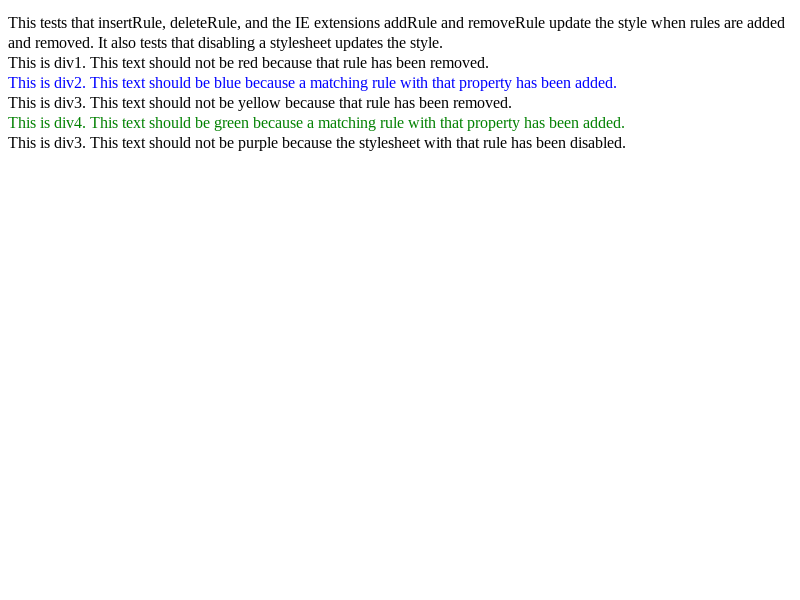 This tests that insertRule, deleteRule, and the IE extensions addRule and removeRule update the style when rules are added
and removed. It also tests that disabling a stylesheet updates the style.
This is div1. This text should not be red because that rule has been removed.
This is div2. This text should be blue because a matching rule with that property has been added.
This is div3. This text should not be yellow because that rule has been removed.
This is div4. This text should be green because a matching rule with that property has been added.
This is div3. This text should not be purple because the stylesheet with that rule has been disabled.